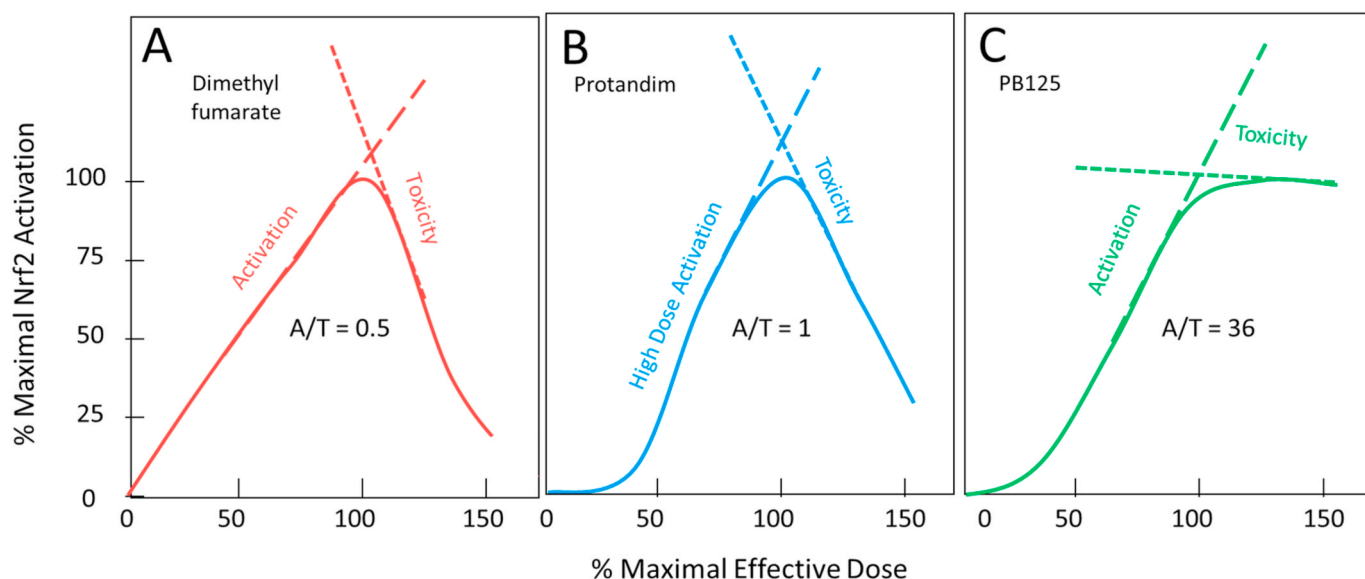 A
Dimethyl
fumarate
Activation
Toxicity
A/T = 0.5
B
Protandim
High Dose Activation
Toxicity
A/T = 1
C
PB125
Activation
Toxicity
A/T = 36
% Maximal Nrf2 Activation
100
75
50
25
0
0 50 100 150
0 50 100 150
0 50 100 150
% Maximal Effective Dose